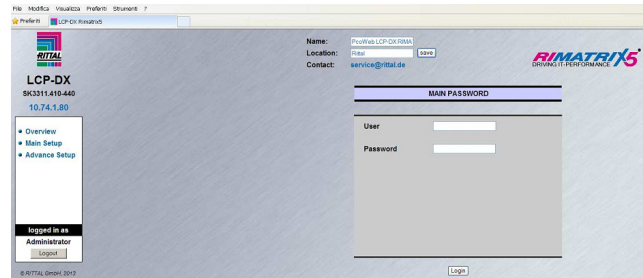 File Modifica Visualizza Preferiti Strumenti ?
Preferiti LCP-DX Rimatrix5
RITTAL
LCP-DX
SK3311.410-440
10.74.1.80
Overview
Main Setup
Advance Setup
logged in as
Administrator
Logout
© RITTAL GmbH, 2012
Name: PcoWeb LCP-DX RIMA
Location: Rittal save
Contact: service@rittal.de
RIMATRIX5
DRIVING IT-PERFORMANCE
MAIN PASSWORD
User
Password
Login